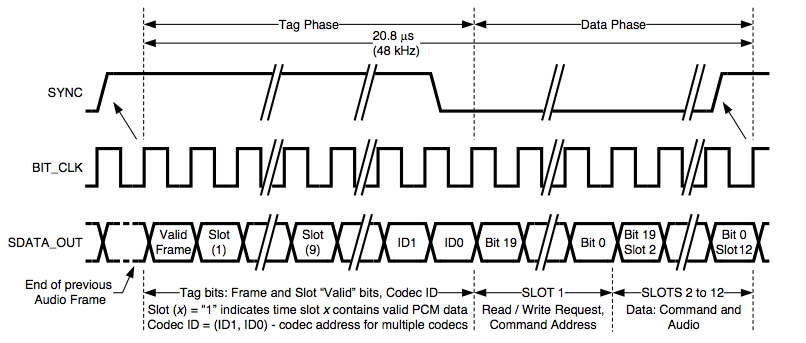 Tag Phase
Data Phase
20.8 μs
(48 kHz)
SYNC
BIT_CLK
SDATA_OUT
Valid
Frame
Slot
(1)
Slot
(9)
ID1
ID0
Bit 19
Bit 0
Bit 19
Slot 2
Bit 0
Slot12
End of previous
Audio Frame
Tag bits: Frame and Slot “Valid” bits, Codec ID
Slot (x) = “1” indicates time slot x contains valid PCM data
Codec ID = (ID1, ID0) - codec address for multiple codecs
SLOT 1
Read / Write Request,
Command Address
SLOTS 2 to 12
Data: Command and
Audio